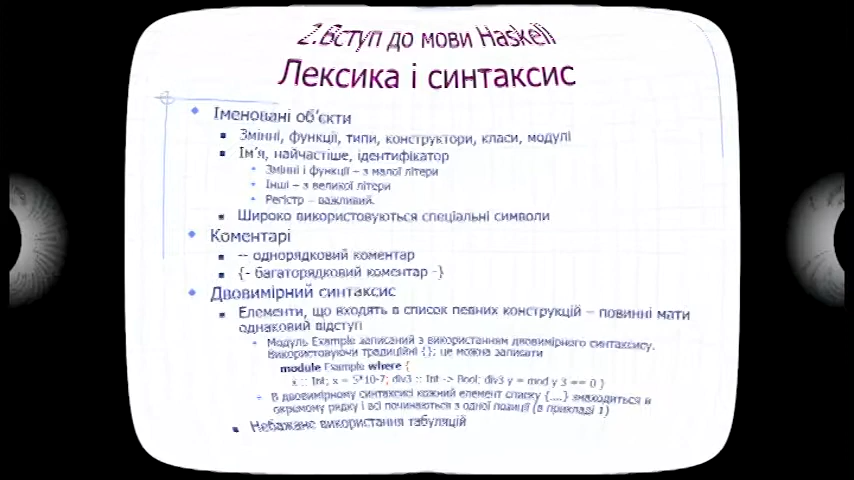 2.Вступ до мови Haskell
Лексика і синтаксис
Іменовані об'єкти
Змінні, функції, типи, конструктори, класи, модулі
Ім'я, найчастіше, ідентифікатор
Змінні і функції – з малої літери
Інші – з великої літери
Регістр – важливий.
Широко використовуються спеціальні символи
Коментарі
-- однорядковий коментар
{- багаторядковий коментар -}
Двовимірний синтаксис
Елементи, що входять в список певних конструкцій – повинні мати
однаковий відступ
Модуль Example записаний з використанням двовимірного синтаксису.
Використовуючи традиційні {}; це можна записати
module Example where {
x :: Int; x = 5*10-7; div3 :: Int -> Bool; div3 y = mod y 3 == 0 }
В двовимірному синтаксисі кожний елемент списку {....} знаходиться в
окремому рядку і всі починаються з одної позиції (в прикладі 1)
Небажане використання табуляцій